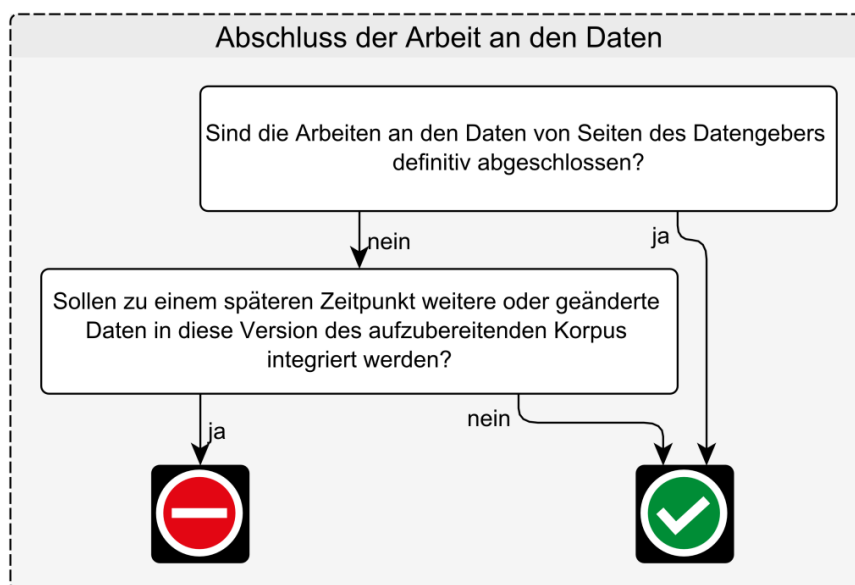 Abschluss der Arbeit an den Daten
Sind die Arbeiten an den Daten von Seiten des Datengebers
definitiv abgeschlossen?
nein
ja
Sollen zu einem späteren Zeitpunkt weitere oder geänderte
Daten in diese Version des aufzubereitenden Korpus
integriert werden?
ja
nein